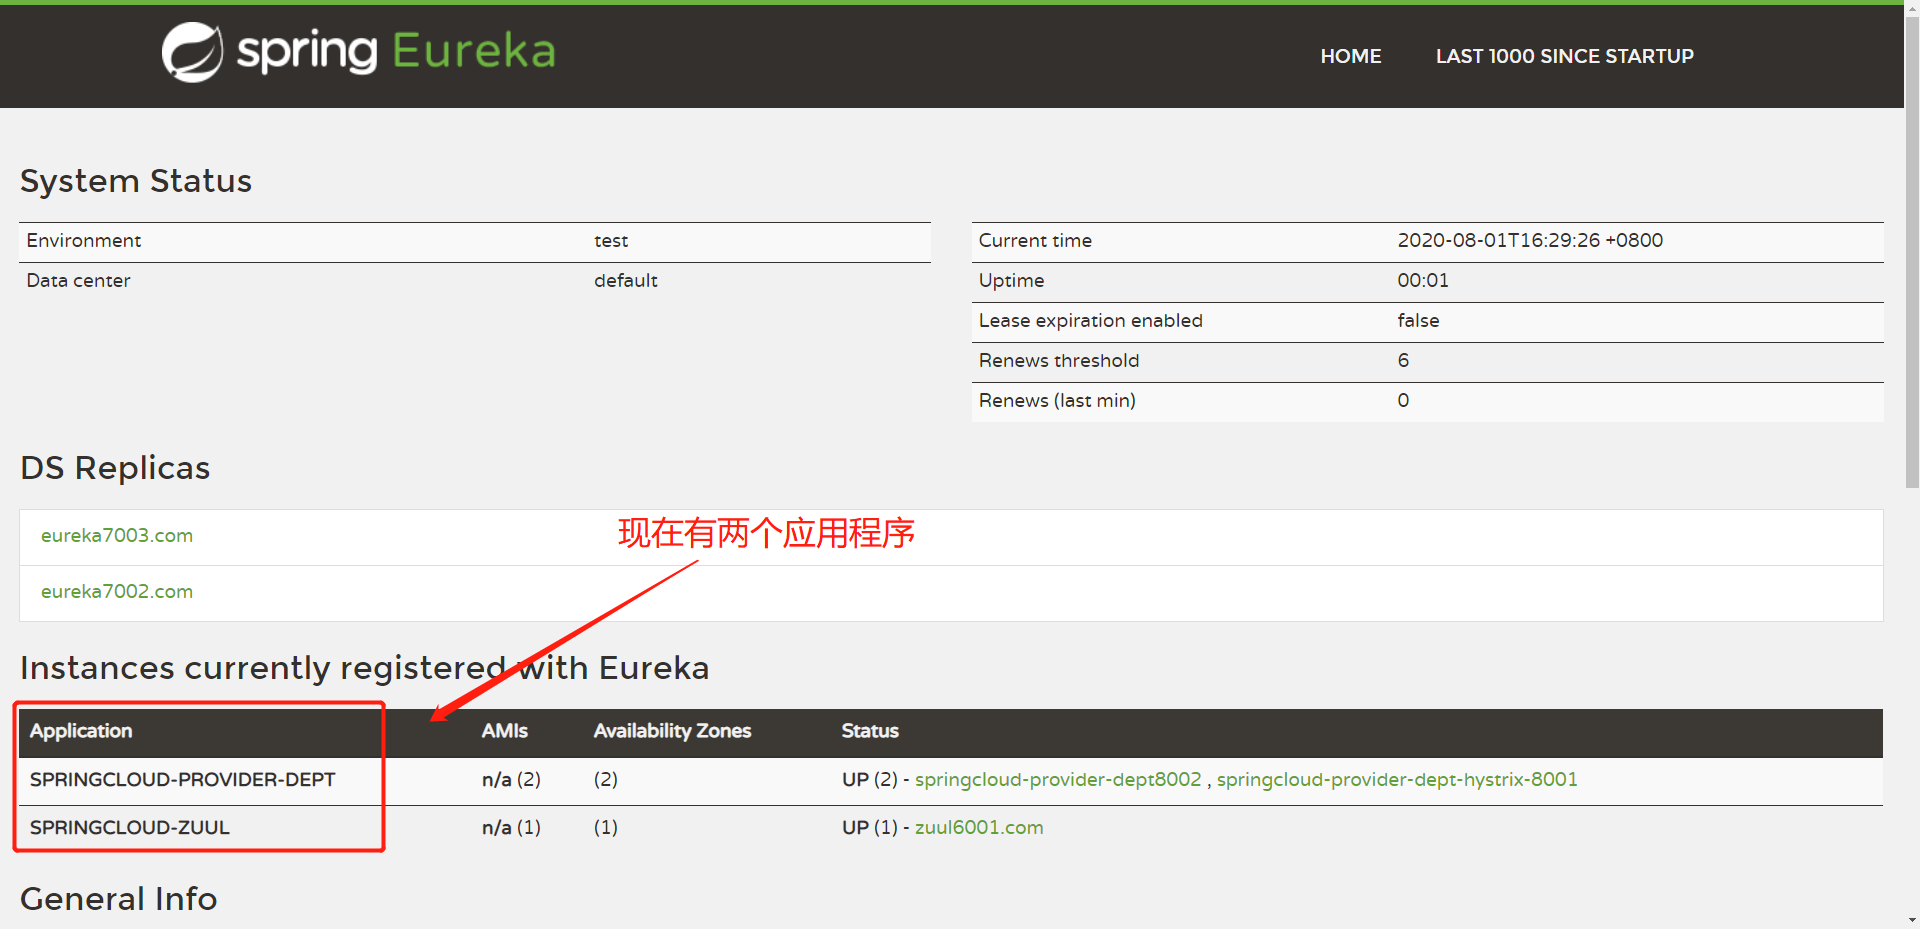 spring Eureka
HOME LAST 1000 SINCE STARTUP
System Status
Environment test
Data center default
Current time 2020-08-01T16:29:26 +0800
Uptime 00:01
Lease expiration enabled false
Renews threshold 6
Renews (last min) 0
DS Replicas
eureka7003.com
现在有两个应用程序
eureka7002.com
Instances currently registered with Eureka
Application AMIs Availability Zones Status
SPRINGCLOUD-PROVIDER-DEPT n/a (2) (2) UP (2) - springcloud-provider-dept8002 , springcloud-provider-dept-hystrix-8001
SPRINGCLOUD-ZUUL n/a (1) (1) UP (1) - zuul6001.com
General Info